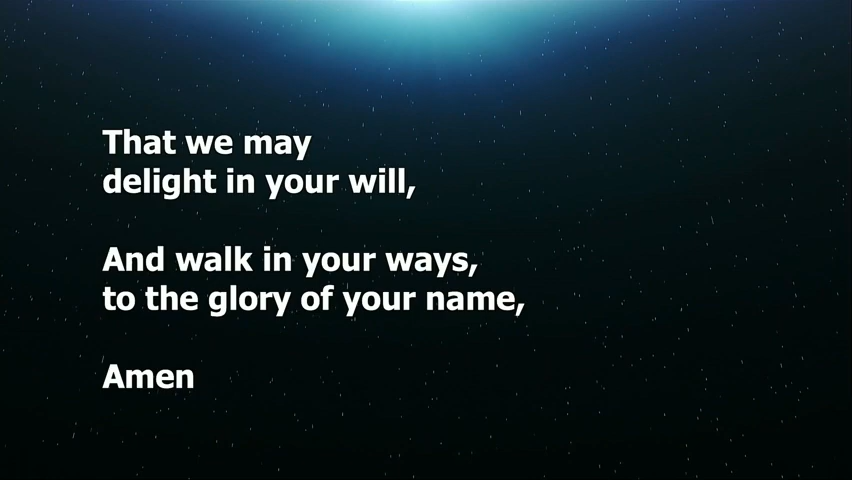 That we may
delight in your will,
And walk in your ways,
to the glory of your name,
Amen